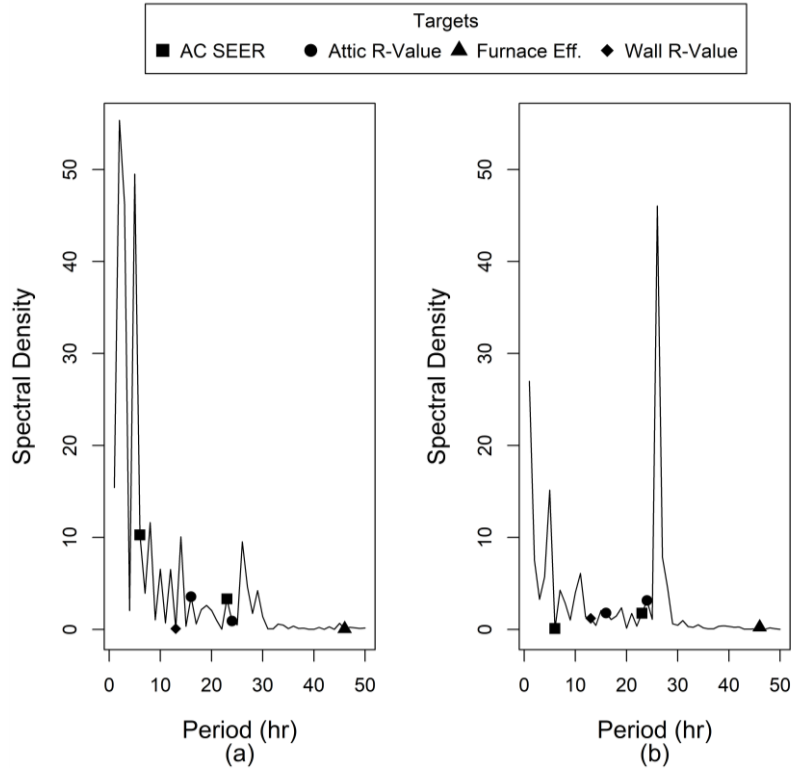 Targets
AC SEER Attic R-Value Furnace Eff. Wall R-Value
Spectral Density
0 10 20 30 40 50
0 10 20 30 40 50
Period (hr)
(a)
Spectral Density
0 10 20 30 40 50
0 10 20 30 40 50
Period (hr)
(b)